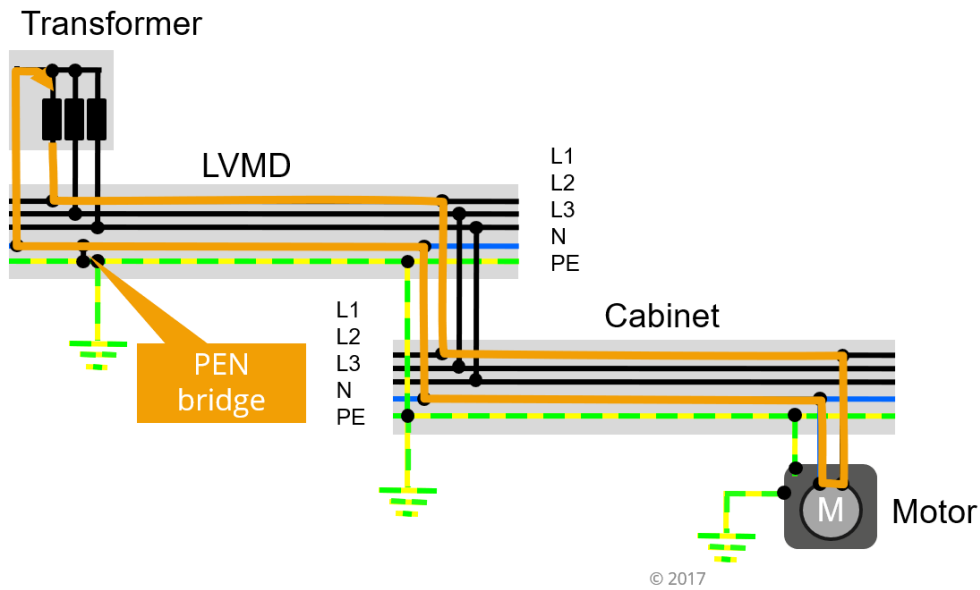 Transformer
LVMD
L1
L2
L3
N
PE
L1
L2
L3
N
PE
Cabinet
PEN
bridge
M
Motor
© 2017